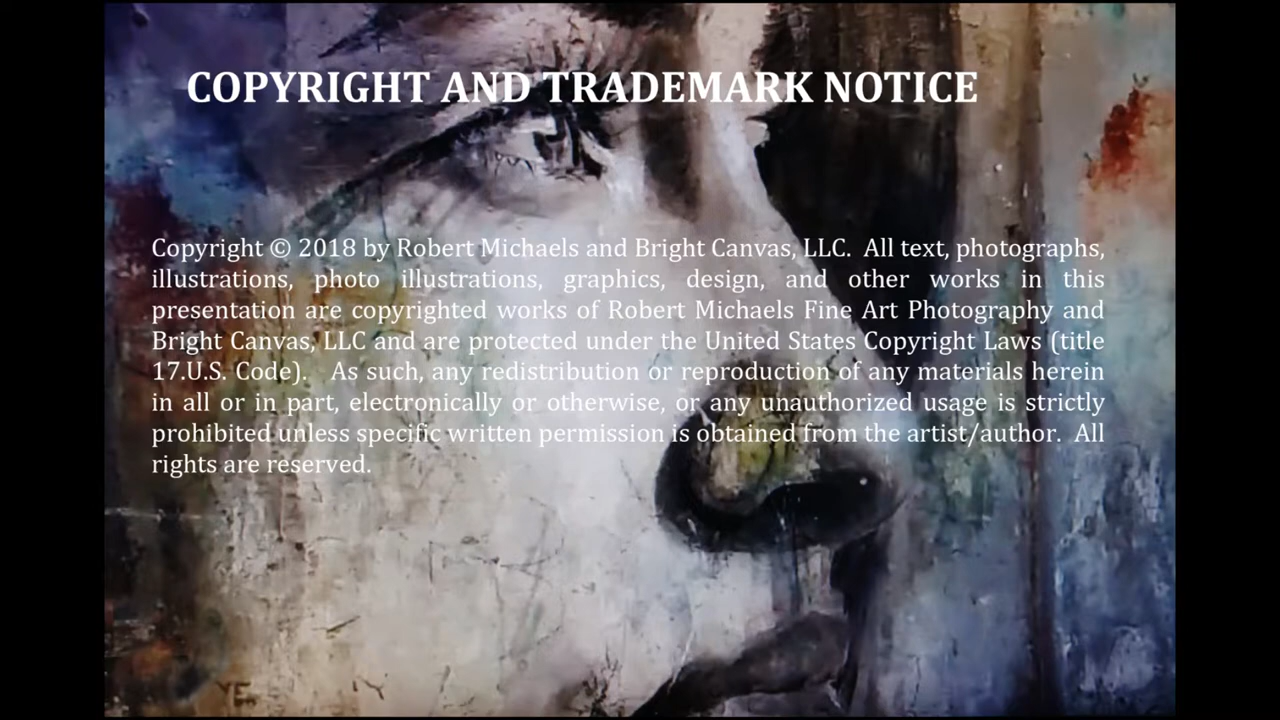 COPYRIGHT AND TRADEMARK NOTICE
Copyright © 2018 by Robert Michaels and Bright Canvas, LLC.  All text, photographs,
illustrations, photo illustrations, graphics, design, and other works in this
presentation are copyrighted works of Robert Michaels Fine Art Photography and
Bright Canvas, LLC and are protected under the United States Copyright Laws (title
17.U.S. Code).   As such, any redistribution or reproduction of any materials herein
in all or in part, electronically or otherwise, or any unauthorized usage is strictly
prohibited unless specific written permission is obtained from the artist/author.  All
rights are reserved.